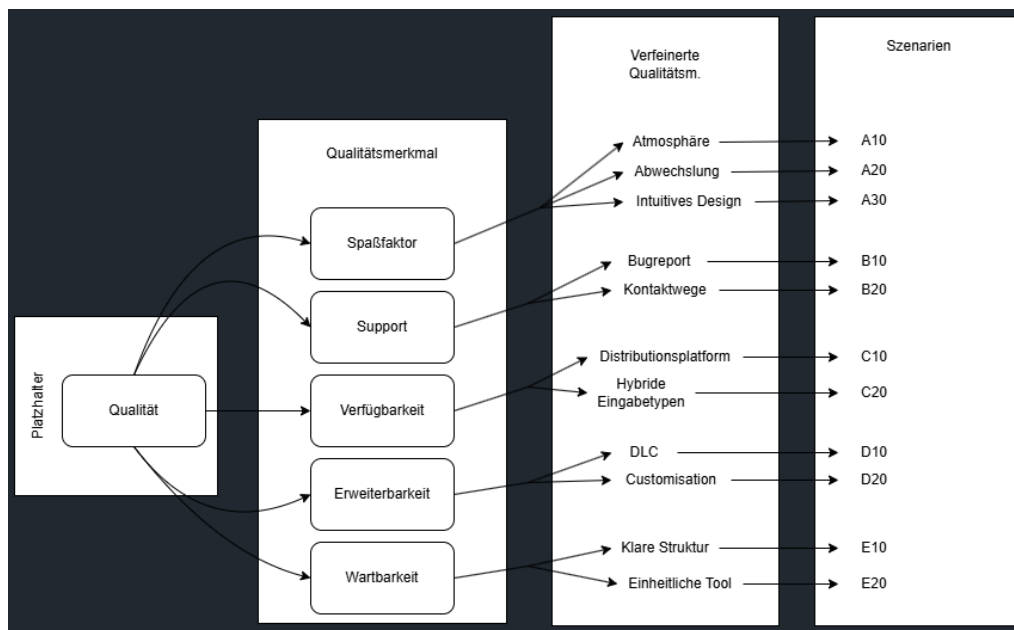 Platzhalter
Qualität
Qualitätsmerkmal
Spaßfaktor
Support
Verfügbarkeit
Erweiterbarkeit
Wartbarkeit
Verfeinerte
Qualitätsm.
Atmosphäre
Abwechslung
Intuitives Design
Bugreport
Kontaktwege
Distributionsplatform
Hybride
Eingabetypen
DLC
Customisation
Klare Struktur
Einheitliche Tool
Szenarien
A10
A20
A30
B10
B20
C10
C20
D10
D20
E10
E20